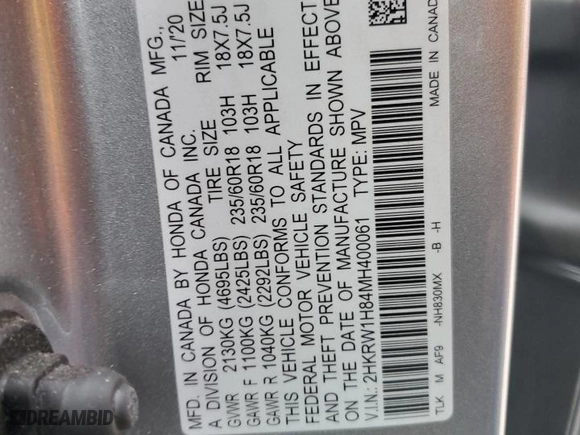 MFD. IN CANADA BY HONDA OF CANADA MFG., 11/'20
A DIVISION OF HONDA CANADA INC.
TIRE SIZE RIM SIZE
GVWR 2130KG (4695LBS)
GAWR F 1100KG (2425LBS) 235/60R18 103H 18X7.5J
GAWR R 1040KG (2292LBS) 235/60R18 103H 18X7.5J
THIS VEHICLE CONFORMS TO ALL APPLICABLE
FEDERAL MOTOR VEHICLE SAFETY
AND THEFT PREVENTION STANDARDS IN EFFECT
ON THE DATE OF MANUFACTURE SHOWN ABOVE
V.I.N.: 2HKRW1H84MH400061 TYPE: MPV
TLK M AF9 -NH830MX -B -H
MADE IN CANADA
DREAMBID